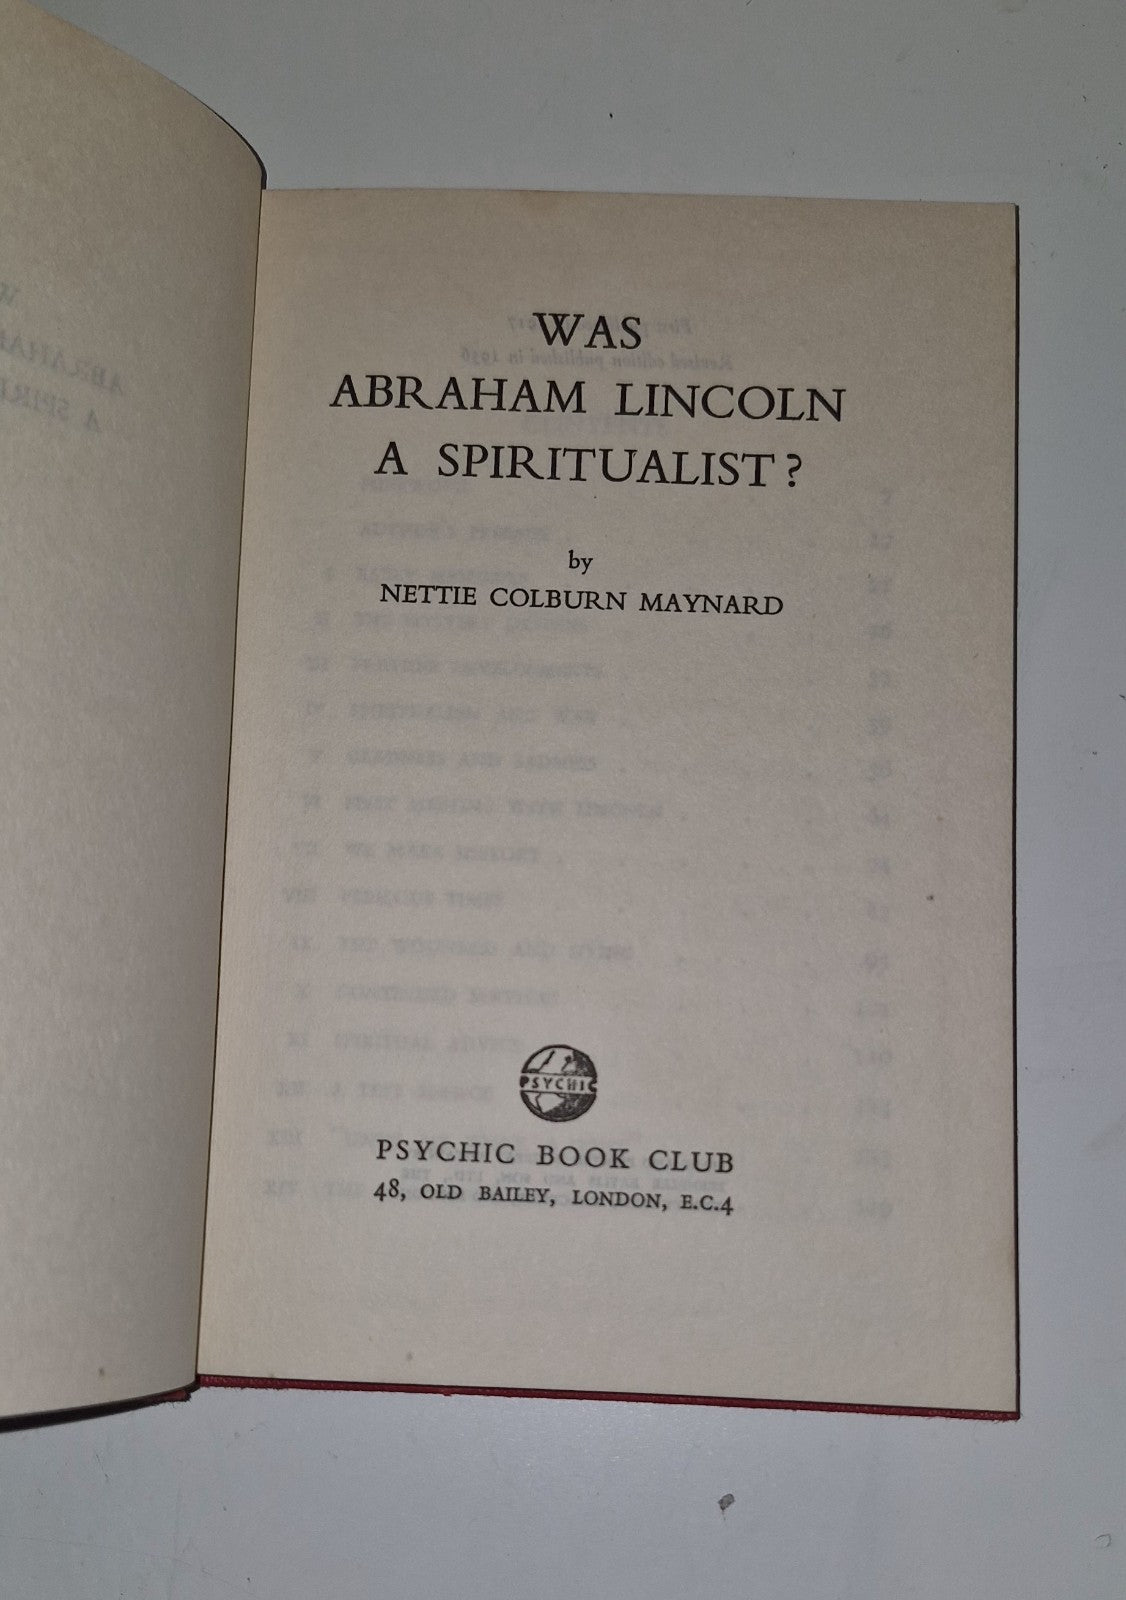 WAS
ABRAHAM LINCOLN
A SPIRITUALIST?
by
NETTIE COLBURN MAYNARD
PSYCHIC
PSYCHIC BOOK CLUB
48, OLD BAILEY, LONDON, E.C.4